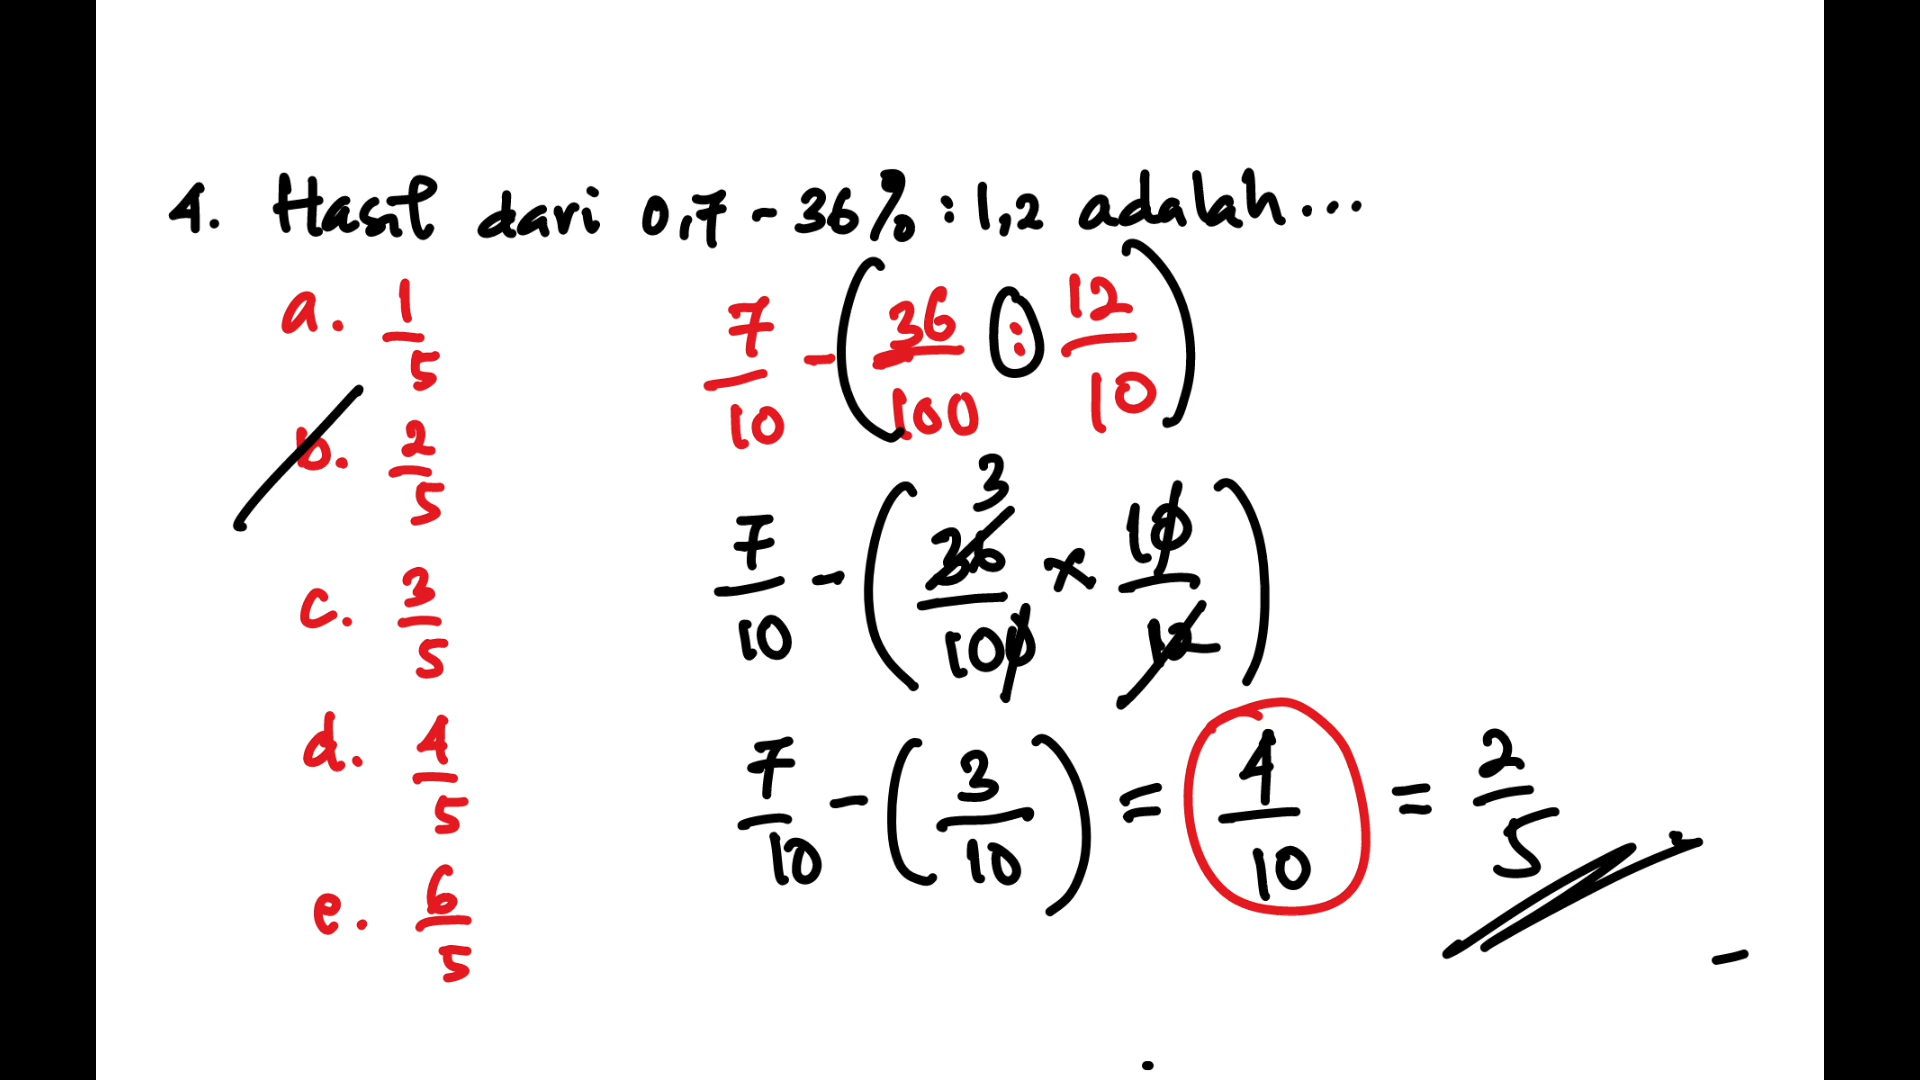 4. Hasil dari 0,7 - 36% : 1,2 adalah...
a. 1/5
b. 2/5
c. 3/5
d. 4/5
e. 6/5
7/10 - (36/100 : 12/10)
7/10 - (36/100 x 10/12) 3
7/10 - (3/10) = 4/10 = 2/5